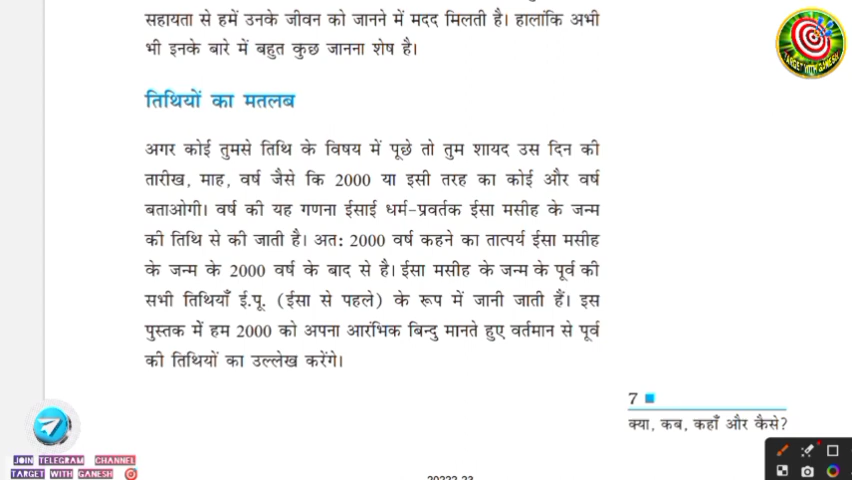 सहायता से हमें उनके जीवन को जानने में मदद मिलती है। हालांकि अभी
भी इनके बारे में बहुत कुछ जानना शेष है।
तिथियों का मतलब
अगर कोई तुमसे तिथि के विषय में पूछे तो तुम शायद उस दिन की
तारीख, माह, वर्ष जैसे कि 2000 या इसी तरह का कोई और वर्ष
बताओगी। वर्ष की यह गणना ईसाई धर्म-प्रवर्तक ईसा मसीह के जन्म
की तिथि से की जाती है। अत: 2000 वर्ष कहने का तात्पर्य ईसा मसीह
के जन्म के 2000 वर्ष के बाद से है। ईसा मसीह के जन्म के पूर्व की
सभी तिथियाँ ई.पू. (ईसा से पहले) के रूप में जानी जाती हैं। इस
पुस्तक में हम 2000 को अपना आरंभिक बिन्दु मानते हुए वर्तमान से पूर्व
की तिथियों का उल्लेख करेंगे।
7
क्या, कब, कहाँ और कैसे?
JOIN TELEGRAM CHANNEL
TARGET WITH GANESH
TARGET WITH GANESH